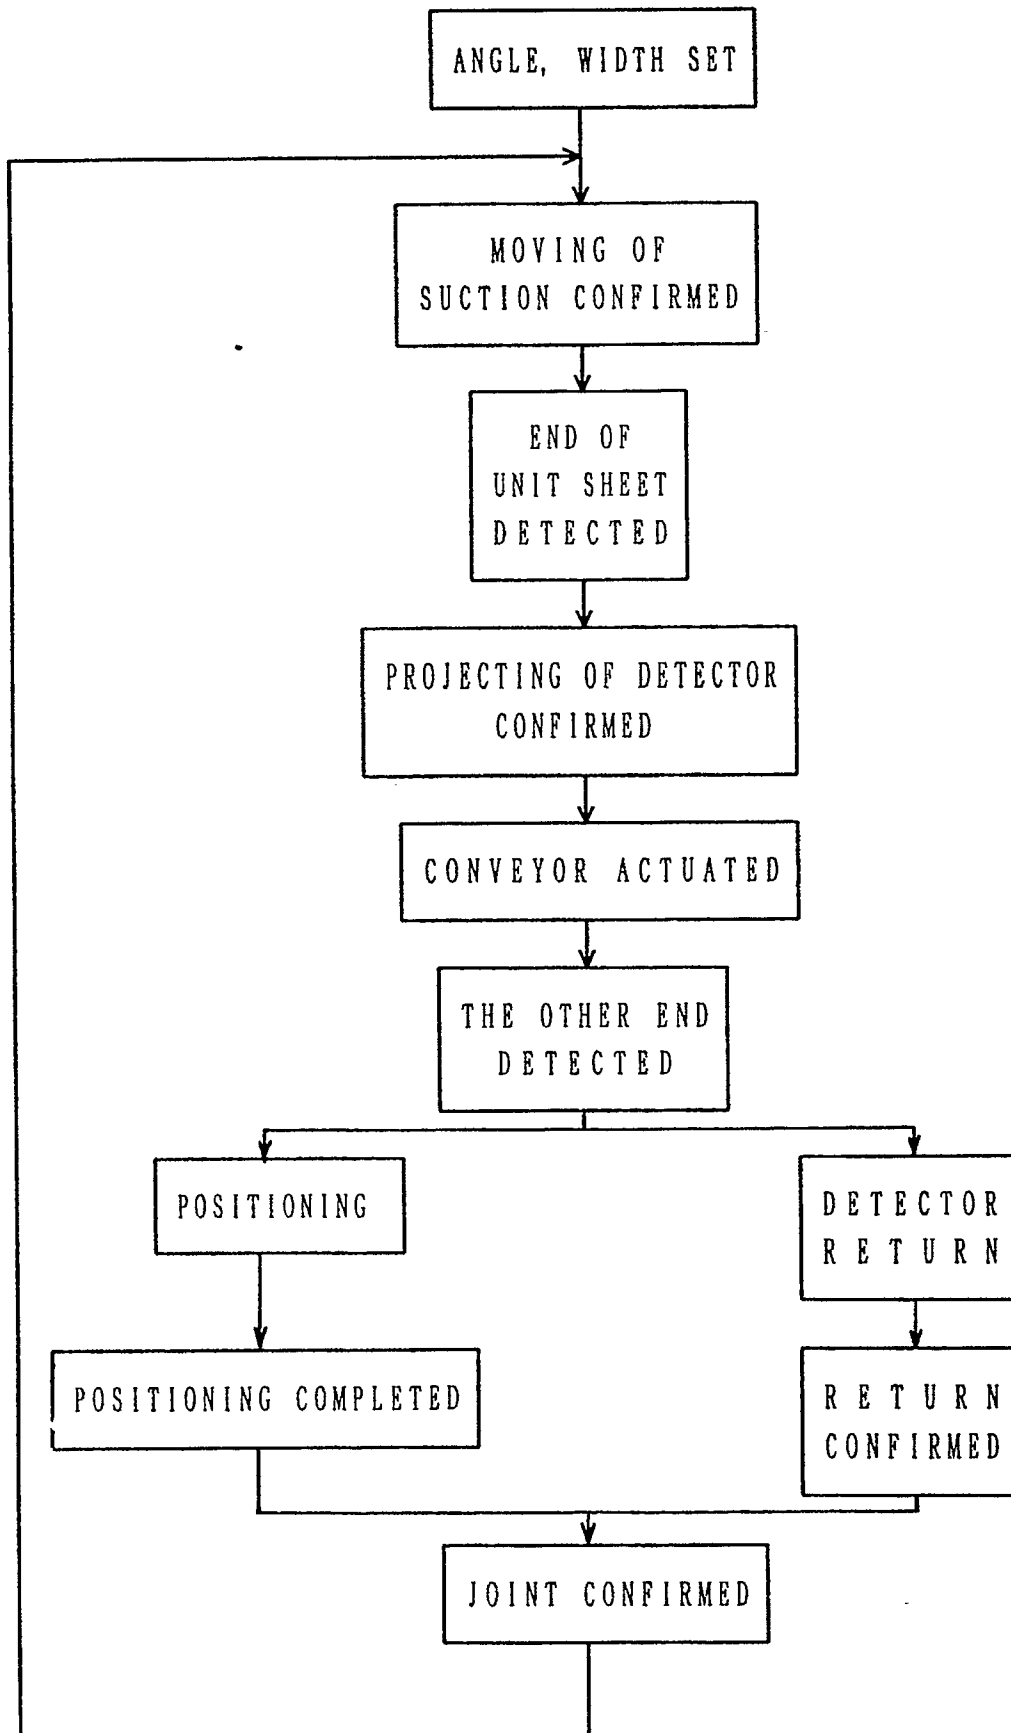 ANGLE, WIDTH SET
MOVING OF
SUCTION CONFIRMED
END OF
UNIT SHEET
DETECTED
PROJECTING OF DETECTOR
CONFIRMED
CONVEYOR ACTUATED
THE OTHER END
DETECTED
POSITIONING
DETECTOR
RETURN
POSITIONING COMPLETED
RETURN
CONFIRMED
JOINT CONFIRMED